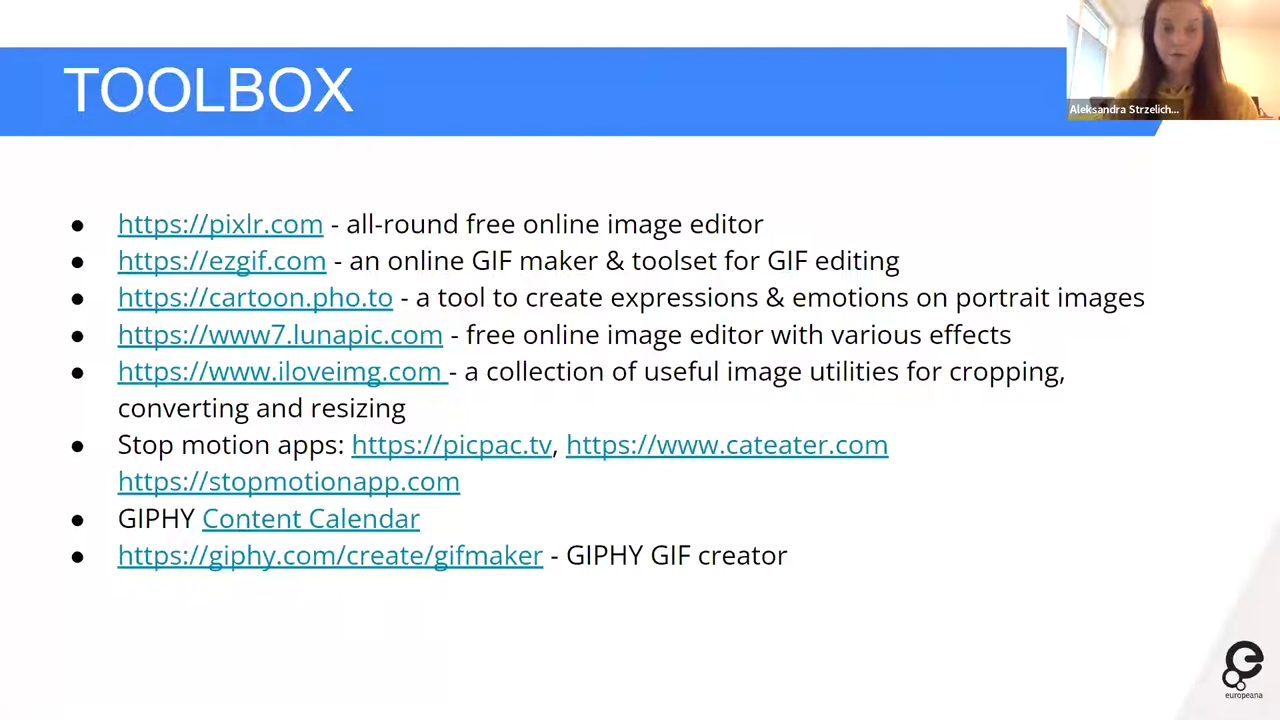 TOOLBOX
Aleksandra Strzelich...
● https://pixlr.com - all-round free online image editor
● https://ezgif.com - an online GIF maker & toolset for GIF editing
● https://cartoon.pho.to - a tool to create expressions & emotions on portrait images
● https://www7.lunapic.com - free online image editor with various effects
● https://www.iloveimg.com - a collection of useful image utilities for cropping,
converting and resizing
● Stop motion apps: https://picpac.tv, https://www.cateater.com
https://stopmotionapp.com
● GIPHY Content Calendar
● https://giphy.com/create/gifmaker - GIPHY GIF creator
europeana